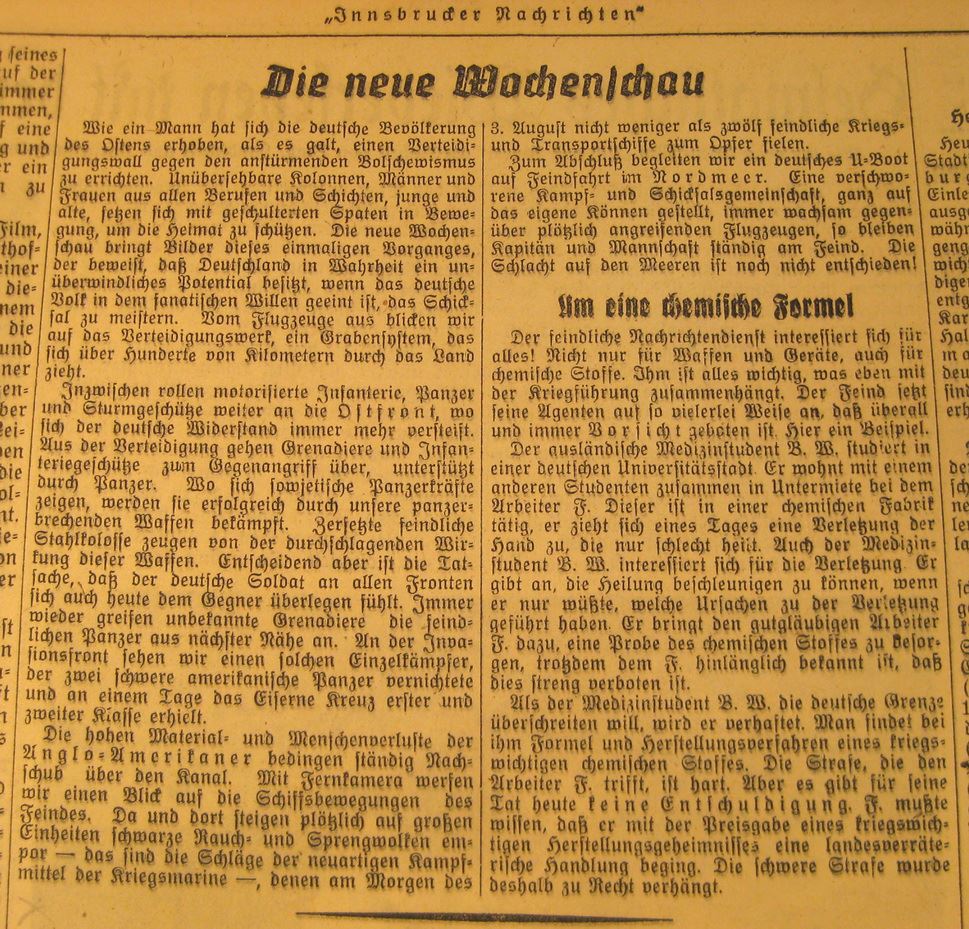 „Innsbrucker Nachrichten“
Die neue Wochenschau
Wie ein Mann hat sich die deutsche Bevölkerung
des Ostens erhoben, als es galt, einen Verteidi-
gungswall gegen den anstürmenden Bolschewismus
zu errichten. Unübersehbare Kolonnen, Männer und
Frauen aus allen Berufen und Schichten, junge und
alte, setzen sich mit geschulterten Spaten in Bewe-
gung, um die Heimat zu schützen. Die neue Wochen-
schau bringt Bilder dieses einmaligen Vorganges,
der beweist, daß Deutschland in Wahrheit ein un-
überwindliches Potential besitzt, wenn das deutsche
Volk in dem fanatischen Willen geeint ist, das Schick-
sal zu meistern. Vom Flugzeuge aus blicken wir
auf das Verteidigungswerk, ein Grabensystem, das
sich über Hunderte von Kilometern durch das Land
zieht.
Inzwischen rollen motorisierte Infanterie, Panzer
und Sturmgeschütze weiter an die Ostfront, wo
sich der deutsche Widerstand immer mehr versteift.
Aus der Verteidigung gehen Grenadiere und Infan-
teriegeschütze zum Gegenangriff über, unterstützt
durch Panzer. Wo sich sowjetische Panzerkräfte
zeigen, werden sie erfolgreich durch unsere panzer-
brechenden Waffen bekämpft. Zerfetzte feindliche
Stahlkolosse zeugen von der durchschlagenden Wir-
kung dieser Waffen. Entscheidend aber ist die Tat-
sache, daß der deutsche Soldat an allen Fronten
sich auch heute dem Gegner überlegen fühlt. Immer
wieder greifen unbekannte Grenadiere die feind-
lichen Panzer aus nächster Nähe an. An der Inva-
sionsfront sehen wir einen solchen Einzelkämpfer,
der zwei schwere amerikanische Panzer vernichtete
und an einem Tage das Eiserne Kreuz erster und
zweiter Klasse erhielt.
Die hohen Material- und Menschenverluste der
Anglo-Amerikaner bedingen ständig Nach-
schub über den Kanal. Mit Fernkamera werfen
wir einen Blick auf die Schiffsbewegungen des
Feindes. Da und dort steigen plötzlich auf großen
Einheiten schwarze Rauch- und Sprengwolken em-
por — das sind die Schläge der neuartigen Kampf-
mittel der Kriegsmarine —, denen am Morgen des
3. August nicht weniger als zwölf feindliche Kriegs-
und Transportschiffe zum Opfer fielen.
Zum Abschluß begleiten wir ein deutsches U-Boot
auf Feindfahrt im Nordmeer. Eine verschwo-
rene Kampf- und Schicksalsgemeinschaft, ganz auf
das eigene Können gestellt, immer wachsam gegen-
über plötzlich angreifenden Flugzeugen, so bleiben
Kapitän und Mannschaft ständig am Feind. Die
Schlacht auf den Meeren ist noch nicht entschieden!
Um eine chemische Formel
Der feindliche Nachrichtendienst interessiert sich für
alles! Nicht nur für Waffen und Geräte, auch für
chemische Stoffe. Ihm ist alles wichtig, was eben mit
der Kriegführung zusammenhängt. Der Feind setzt
seine Agenten auf so vielerlei Weise an, daß überall
und immer Vorsicht geboten ist. Hier ein Beispiel.
Der ausländische Medizinstudent B. W. studiert in
einer deutschen Universitätsstadt. Er wohnt mit einem
anderen Studenten zusammen in Untermiete bei dem
Arbeiter F. Dieser ist in einer chemischen Fabrik
tätig, er zieht sich eines Tages eine Verletzung der
Hand zu, die nur schlecht heilt. Auch der Medizin-
student B. W. interessiert sich für die Verletzung. Er
gibt an, die Heilung beschleunigen zu können, wenn
er nur wüßte, welche Ursachen zu der Verletzung
geführt haben. Er bringt den gutgläubigen Arbeiter
F. dazu, eine Probe des chemischen Stoffes zu besor-
gen, trotzdem dem F. hinlänglich bekannt ist, daß
dies streng verboten ist.
Als der Medizinstudent B. W. die deutsche Grenze
überschreiten will, wird er verhaftet. Man findet bei
ihm Formel und Herstellungsverfahren eines kriegs-
wichtigen chemischen Stoffes. Die Strafe, die den
Arbeiter F. trifft, ist hart. Aber es gibt für seine
Tat heute keine Entschuldigung. F. mußte
wissen, daß er mit der Preisgabe eines kriegswich-
tigen Herstellungsgeheimnisses eine landesverräte-
rische Handlung beging. Die schwere Strafe wurde
deshalb zu Recht verhängt.